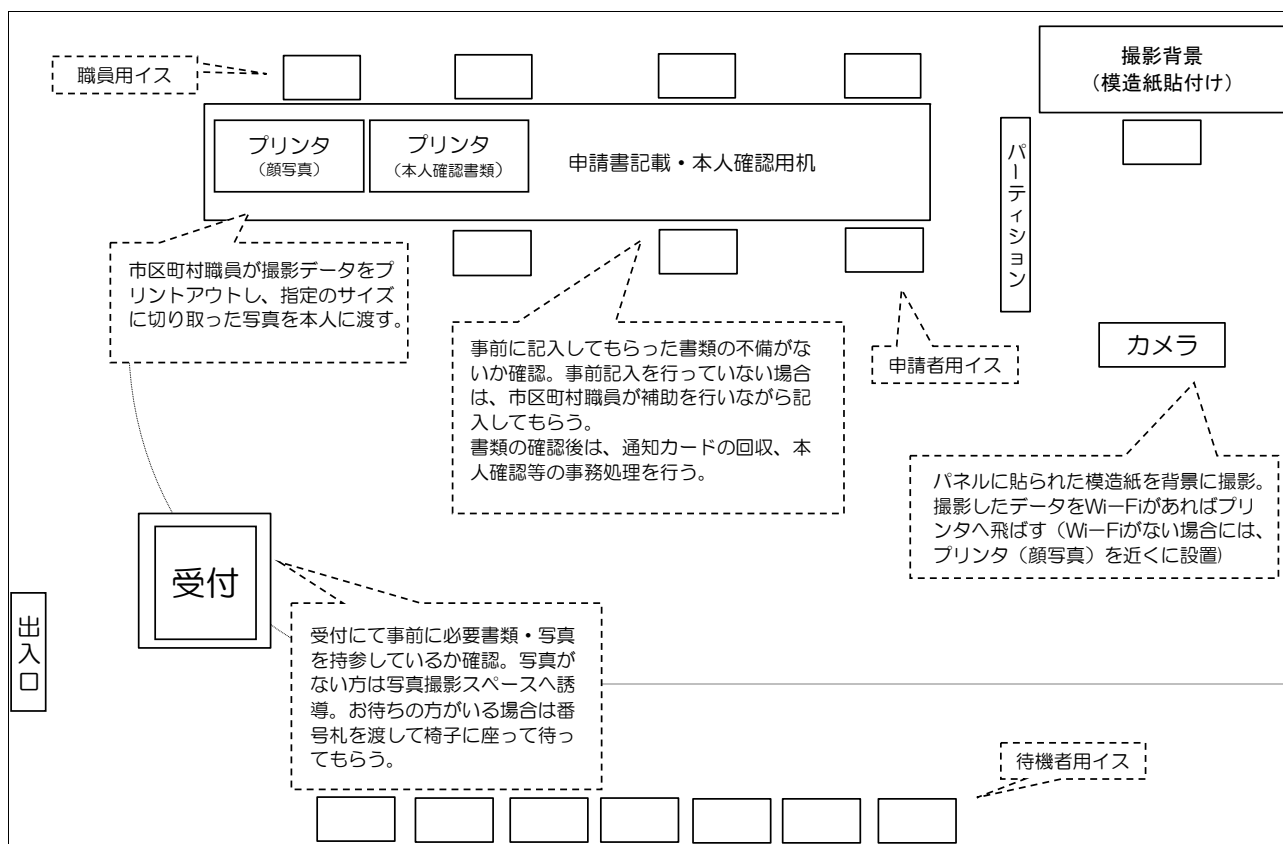 職員用イス
撮影背景
（模造紙貼付け）
プリンタ
（顔写真）
プリンタ
（本人確認書類）
申請書記載・本人確認用机
パーティション
市区町村職員が撮影データをプ
リントアウトし、指定のサイズ
に切り取った写真を本人に渡す。
事前に記入してもらった書類の不備がな
いか確認。事前記入を行っていない場合
は、市区町村職員が補助を行いながら記
入してもらう。
書類の確認後は、通知カードの回収、本
人確認等の事務処理を行う。
申請者用イス
カメラ
パネルに貼られた模造紙を背景に撮影。
撮影したデータをWi－Fiがあればプリ
ンタへ飛ばす（Wi－Fiがない場合には、
プリンタ（顔写真）を近くに設置)
受付
出入口
受付にて事前に必要書類・写真
を持参しているか確認。写真が
ない方は写真撮影スペースへ誘
導。お待ちの方がいる場合は番
号札を渡して椅子に座って待っ
てもらう。
待機者用イス